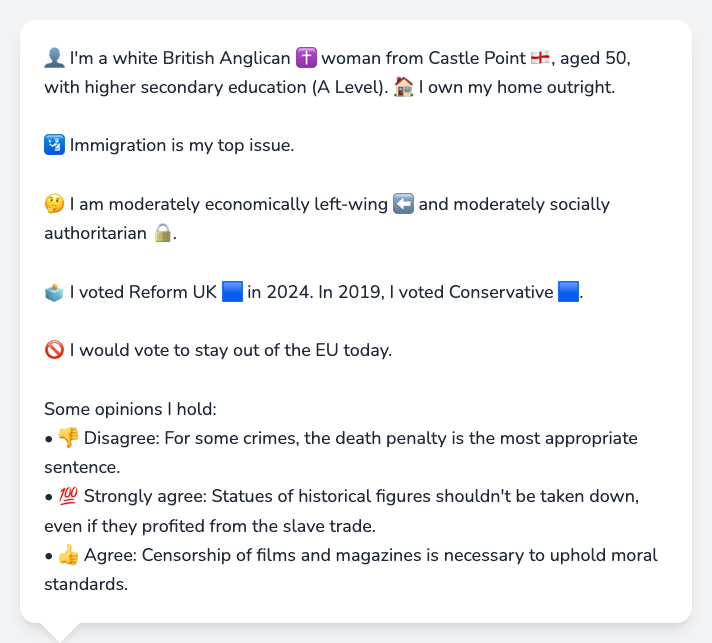 👤 I'm a white British Anglican ✝️ woman from Castle Point 🏴󠁧󠁢󠁥󠁮󠁧󠁿, aged 50,
with higher secondary education (A Level). 🏠 I own my home outright.
🛂 Immigration is my top issue.
🤔 I am moderately economically left-wing ⬅️ and moderately socially
authoritarian 🔒.
🗳️ I voted Reform UK 🟦 in 2024. In 2019, I voted Conservative 🟦.
🚫 I would vote to stay out of the EU today.
Some opinions I hold:
• 👎 Disagree: For some crimes, the death penalty is the most appropriate
sentence.
• 💯 Strongly agree: Statues of historical figures shouldn't be taken down,
even if they profited from the slave trade.
• 👍 Agree: Censorship of films and magazines is necessary to uphold moral
standards.